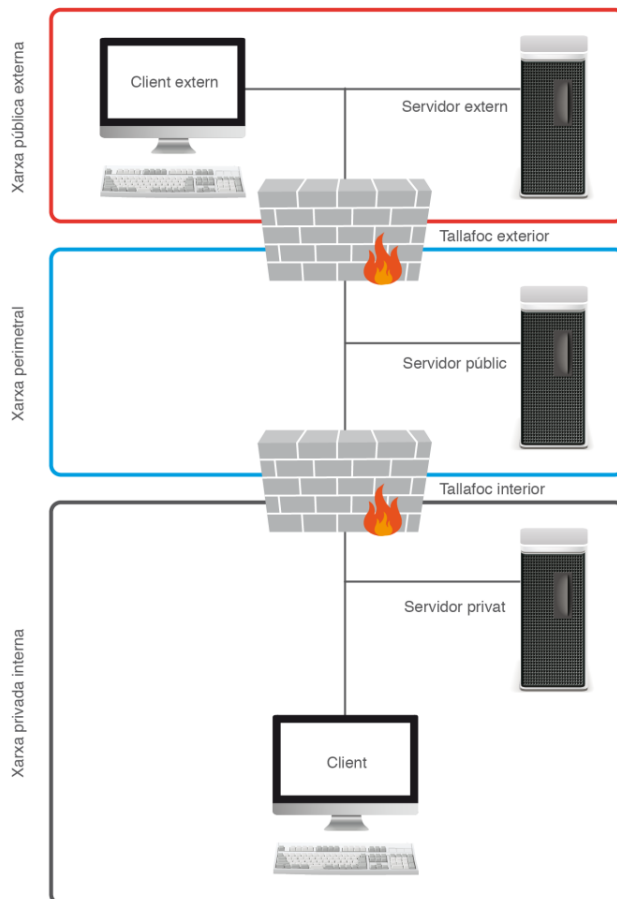 Xarxa pública externa
Client extern
Servidor extern
Tallafoc exterior
Xarxa perimetral
Servidor públic
Tallafoc interior
Xarxa privada interna
Servidor privat
Client